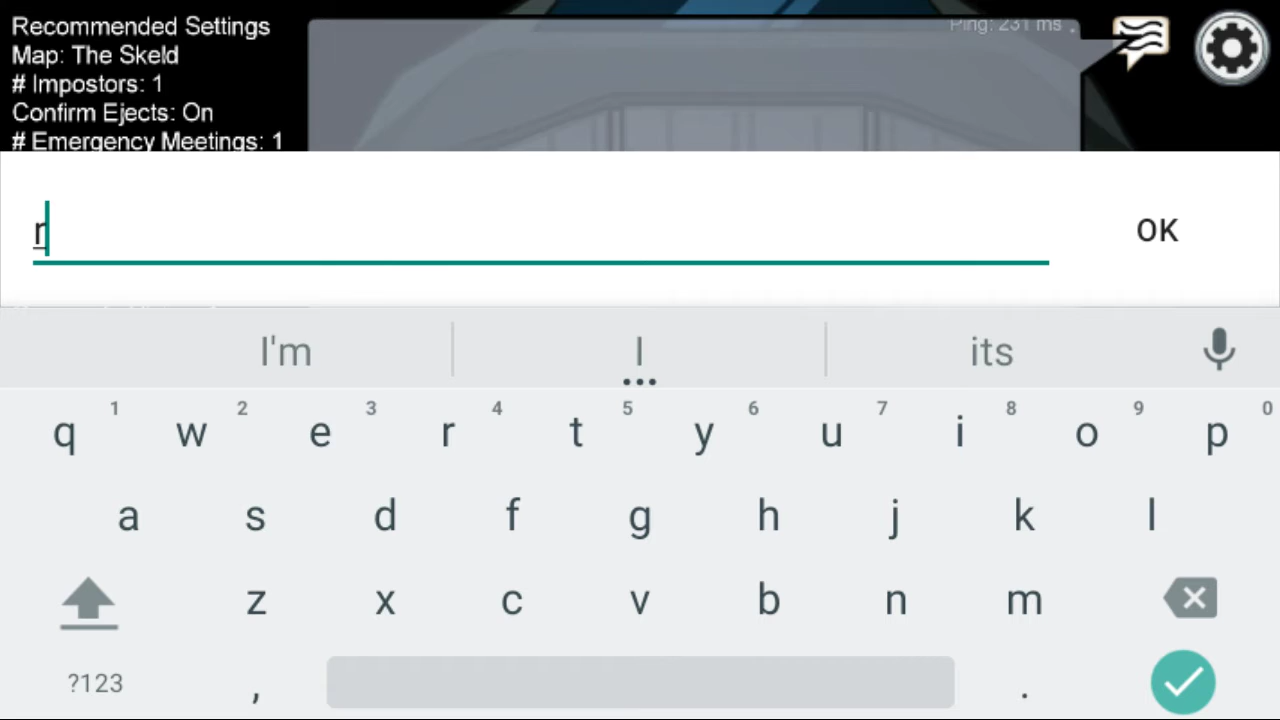 Recommended Settings
Map: The Skeld
# Impostors: 1
Confirm Ejects: On
# Emergency Meetings: 1
Ping: 231 ms
r
OK
I'm I its
1 2 3 4 5 6 7 8 9 0
q w e r t y u i o p
a s d f g h j k l
z x c v b n m
?123 , .